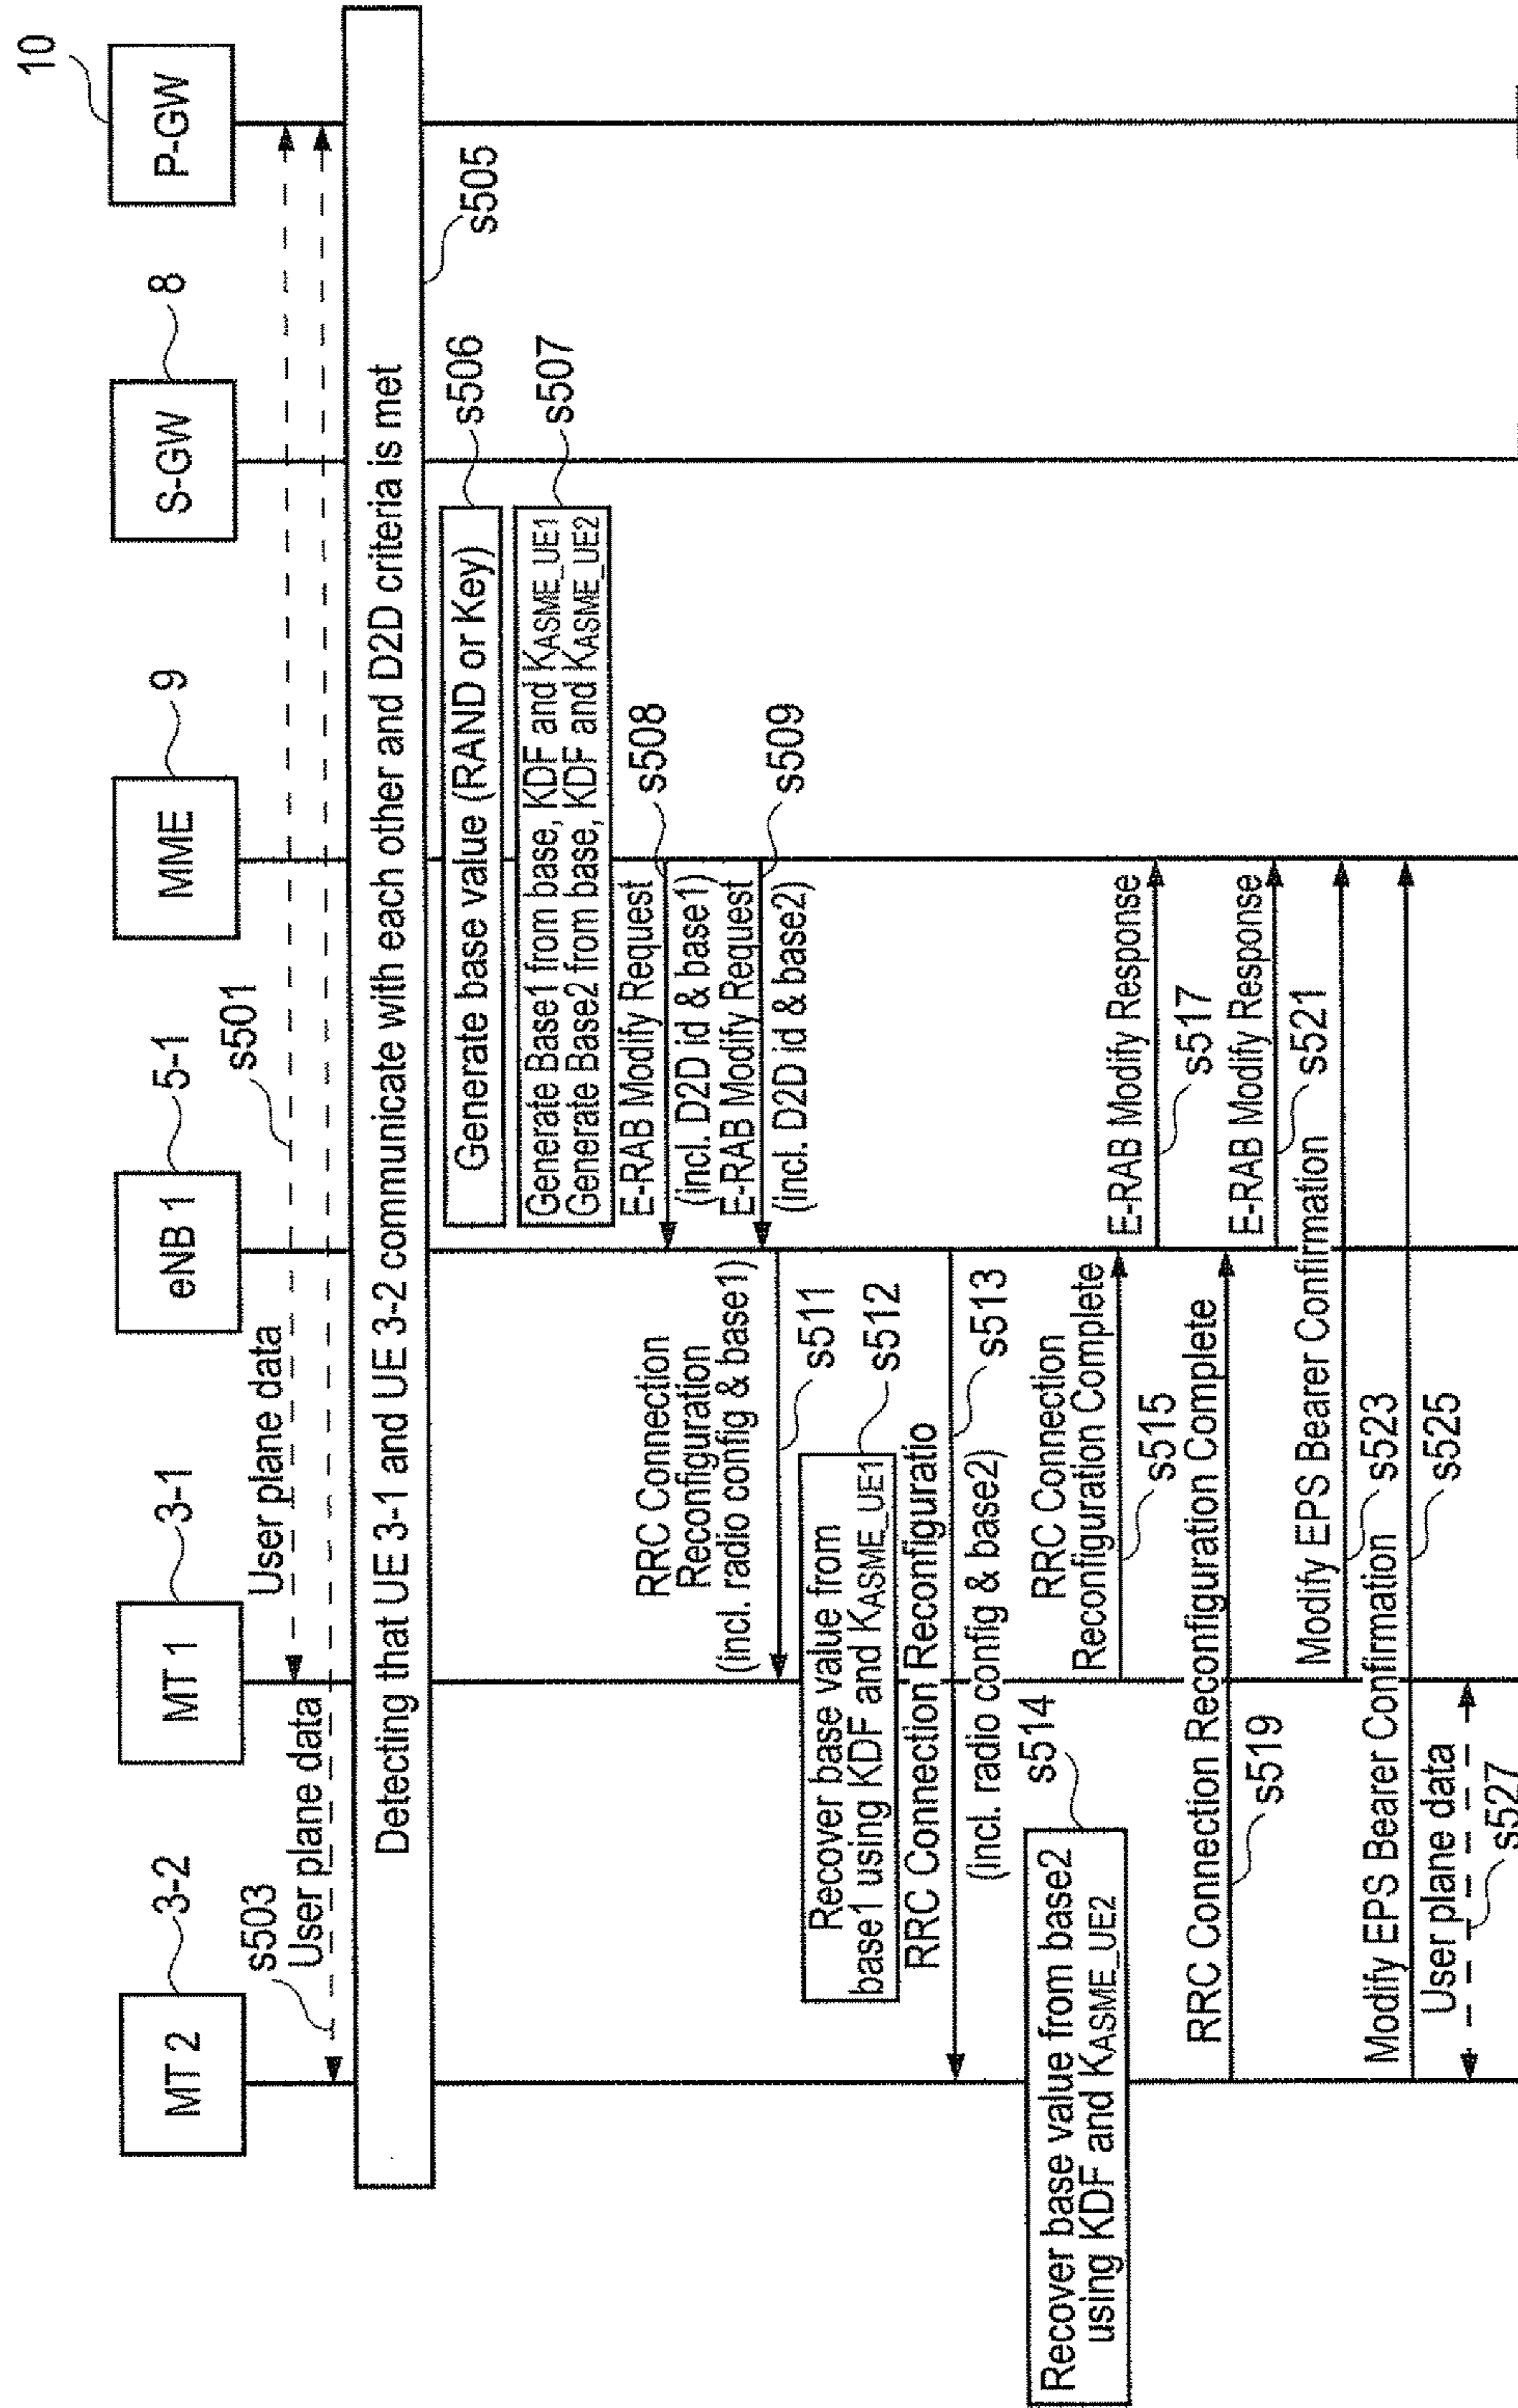 MT 2
3-2
MT 1
3-1
eNB 1
5-1
MME
9
S-GW
8
P-GW
10
User plane data
s501
s503
User plane data
Detecting that UE 3-1 and UE 3-2 communicate with each other and D2D criteria is met
s505
Generate base value (RAND or Key)
s506
Generate Base1 from base, KDF and KASME_UE1
Generate Base2 from base, KDF and KASME_UE2
s507
E-RAB Modify Request
(incl. D2D id & base1)
s508
E-RAB Modify Request
(incl. D2D id & base2)
s509
RRC Connection
Reconfiguration
(incl. radio config & base1)
s511
Recover base value from
base1 using KDF and KASME_UE1
s512
RRC Connection Reconfiguratio
(incl. radio config & base2)
s513
Recover base value from base2
using KDF and KASME_UE2
s514
RRC Connection
Reconfiguration Complete
s515
E-RAB Modify Response
s517
RRC Connection Reconfiguration Complete
s519
E-RAB Modify Response
s521
Modify EPS Bearer Confirmation
s523
Modify EPS Bearer Confirmation
s525
User plane data
s527